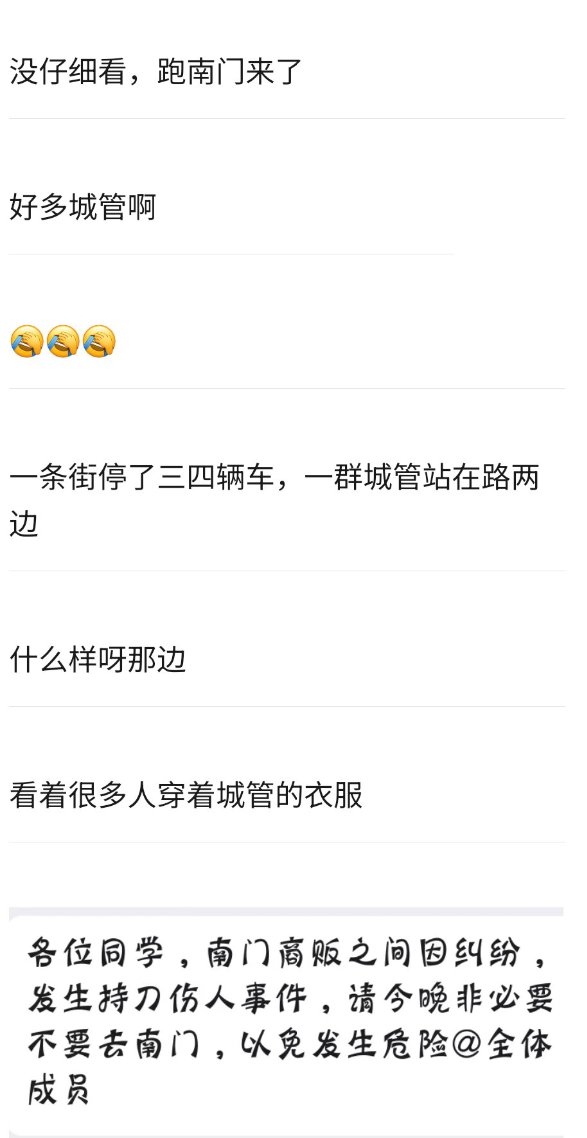 没仔细看，跑南门来了
好多城管啊
🤣🤣🤣
一条街停了三四辆车，一群城管站在路两
边
什么样呀那边
看着很多人穿着城管的衣服
各位同学，南门商贩之间因纠纷，
发生持刀伤人事件，请今晚非必要
不要去南门，以免发生危险@全体
成员